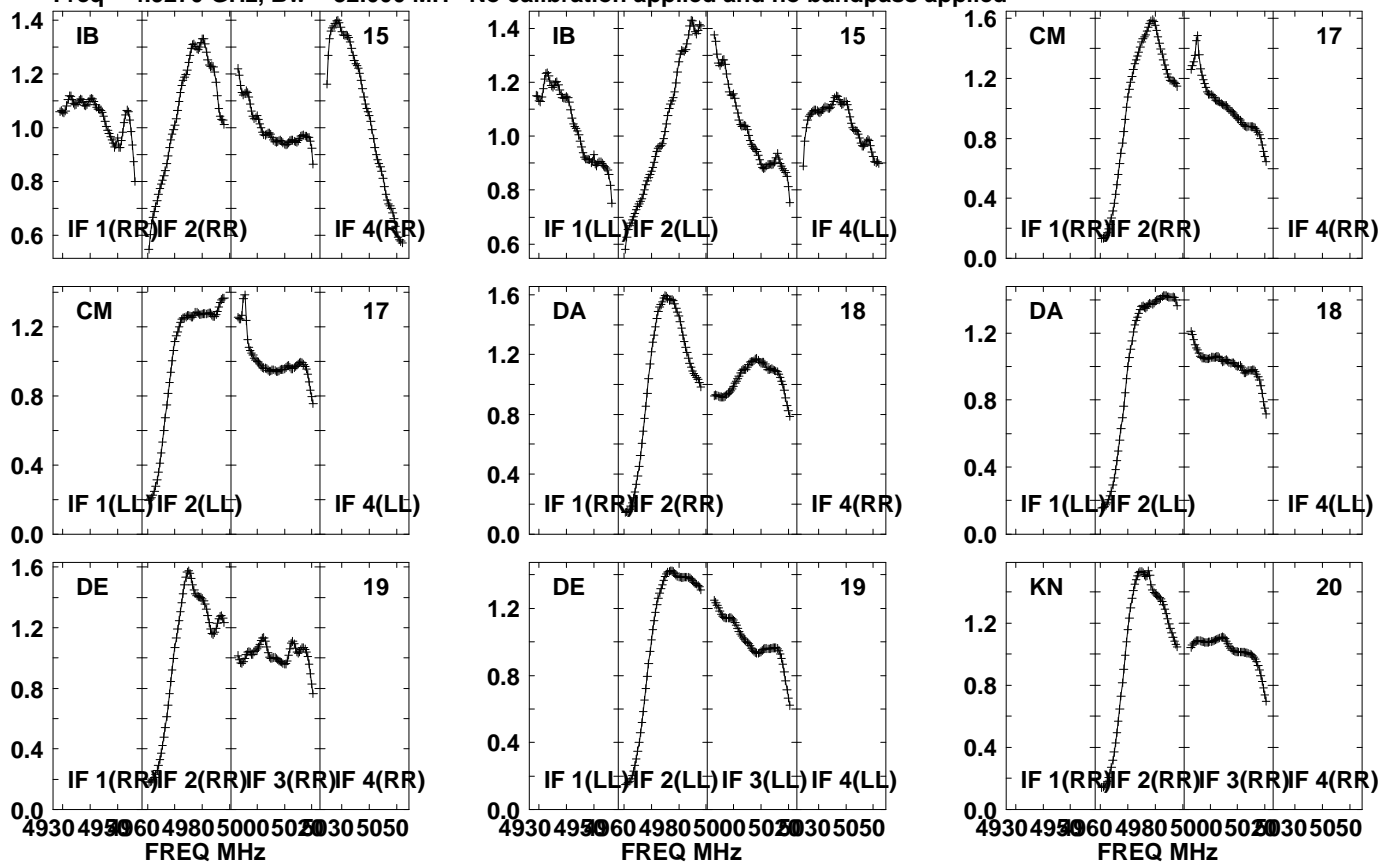 No calibration applied and no bandpass applied
IB 15
IF 1(RR) IF 2(RR) IF 4(RR)
1.4
1.2
1.0
0.8
0.6
IB 15
IF 1(LL) IF 2(LL) IF 4(LL)
1.4
1.2
1.0
0.8
0.6
CM 17
IF 1(RR) IF 2(RR) IF 4(RR)
1.6
1.2
0.8
0.4
0.0
CM 17
IF 1(LL) IF 2(LL) IF 4(LL)
1.2
0.8
0.4
0.0
DA 18
IF 1(RR) IF 2(RR) IF 4(RR)
1.6
1.2
0.8
0.4
0.0
DA 18
IF 1(LL) IF 2(LL) IF 4(LL)
1.2
0.8
0.4
0.0
DE 19
IF 1(RR) IF 2(RR) IF 3(RR) IF 4(RR)
1.6
1.2
0.8
0.4
0.0
DE 19
IF 1(LL) IF 2(LL) IF 3(LL) IF 4(LL)
1.2
0.8
0.4
0.0
KN 20
IF 1(RR) IF 2(RR) IF 3(RR) IF 4(RR)
1.2
0.8
0.4
0.0
4930 4950 4960 4980 5000 5020 5030 5050
FREQ MHz
4930 4950 4960 4980 5000 5020 5030 5050
FREQ MHz